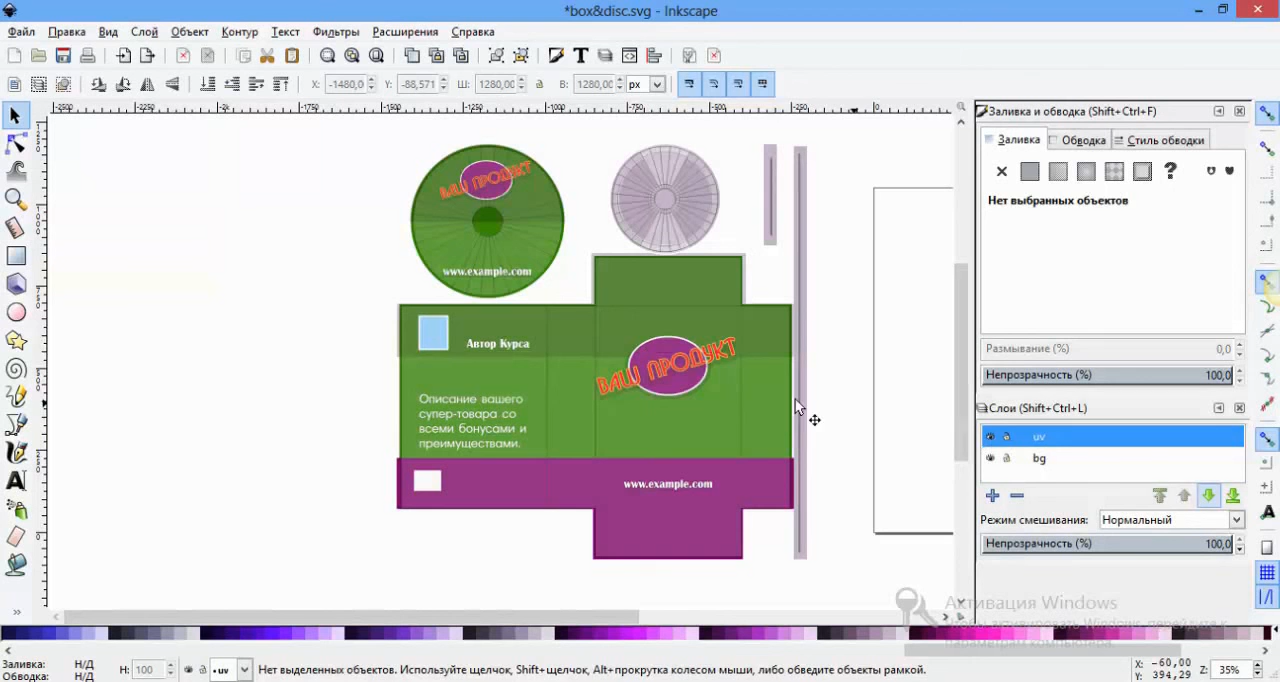 *box&disc.svg - Inkscape
Файл Правка Вид Слой Объект Контур Текст Фильтры Расширения Справка
X: -1480,0 Y: -88,571 Ш: 1280,00 В: 1280,00 px
Заливка и обводка (Shift+Ctrl+F)
Заливка Обводка Стиль обводки
Нет выбранных объектов
Размывание (%) 0,0
Непрозрачность (%) 100,0
Слои (Shift+Ctrl+L)
uv
bg
Режим смешивания: Нормальный
Непрозрачность (%) 100,0
ВАШ ПРОДУКТ
www.example.com
Автор Курса
ВАШ ПРОДУКТ
Описание вашего
супер-товара со
всеми бонусами и
преимуществами.
www.example.com
Активация Windows
Заливка: Н/Д
Обводка: Н/Д
Н: 100
•uv
Нет выделенных объектов. Используйте щелчок, Shift+щелчок, Alt+прокрутка колесом мыши, либо обведите объекты рамкой.
X: -60,00
Y: 394,29
Z: 35%